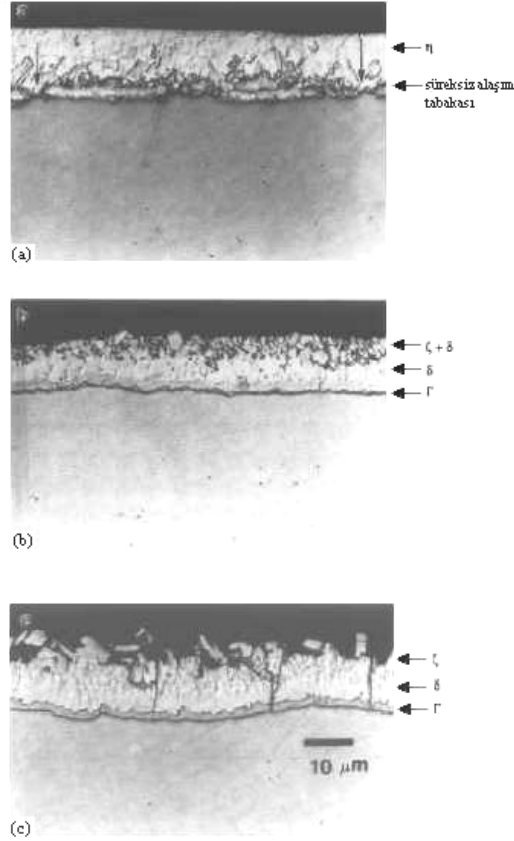 η
süreksiz alaşım
tabakası
(a)
b
ζ + δ
δ
Γ
(b)
ζ
δ
Γ
10 μm
(c)